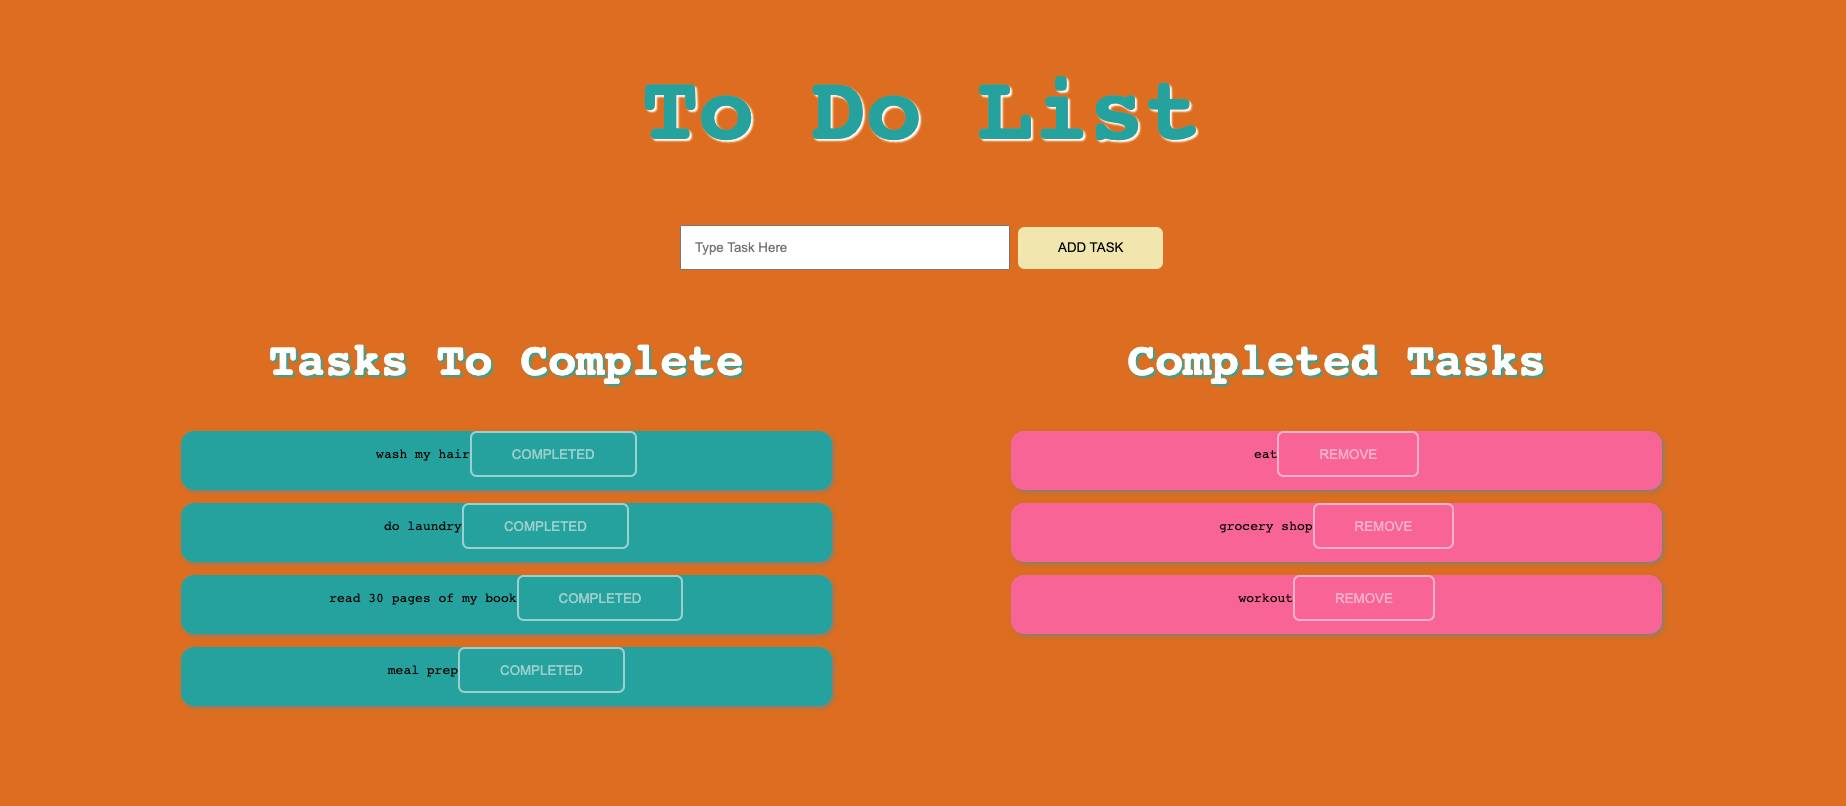 To Do List
Type Task Here ADD TASK
Tasks To Complete
wash my hair COMPLETED
do laundry COMPLETED
read 30 pages of my book COMPLETED
meal prep COMPLETED
Completed Tasks
eat REMOVE
grocery shop REMOVE
workout REMOVE